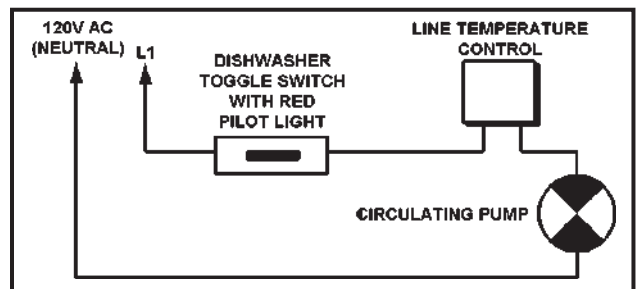 120V AC
(NEUTRAL)
L1
DISHWASHER
TOGGLE SWITCH
WITH RED
PILOT LIGHT
LINE TEMPERATURE
CONTROL
CIRCULATING PUMP